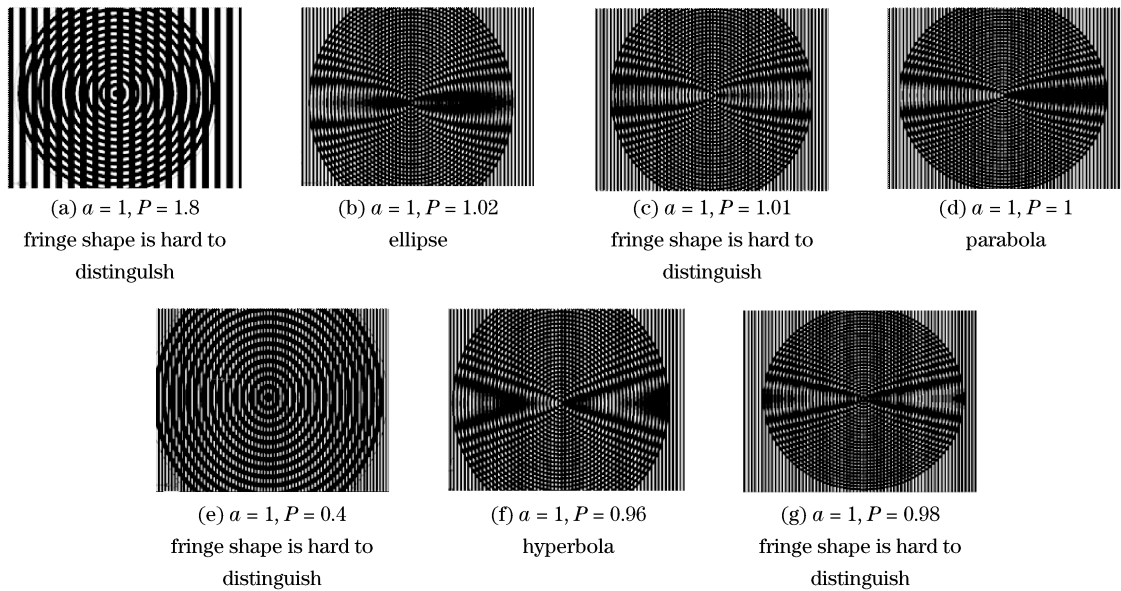 (a) a = 1, P = 1.8
fringe shape is hard to
distingulsh
(b) a = 1, P = 1.02
ellipse
(c) a = 1, P = 1.01
fringe shape is hard to
distinguish
(d) a = 1, P = 1
parabola
(e) a = 1, P = 0.4
fringe shape is hard to
distinguish
(f) a = 1, P = 0.96
hyperbola
(g) a = 1, P = 0.98
fringe shape is hard to
distinguish